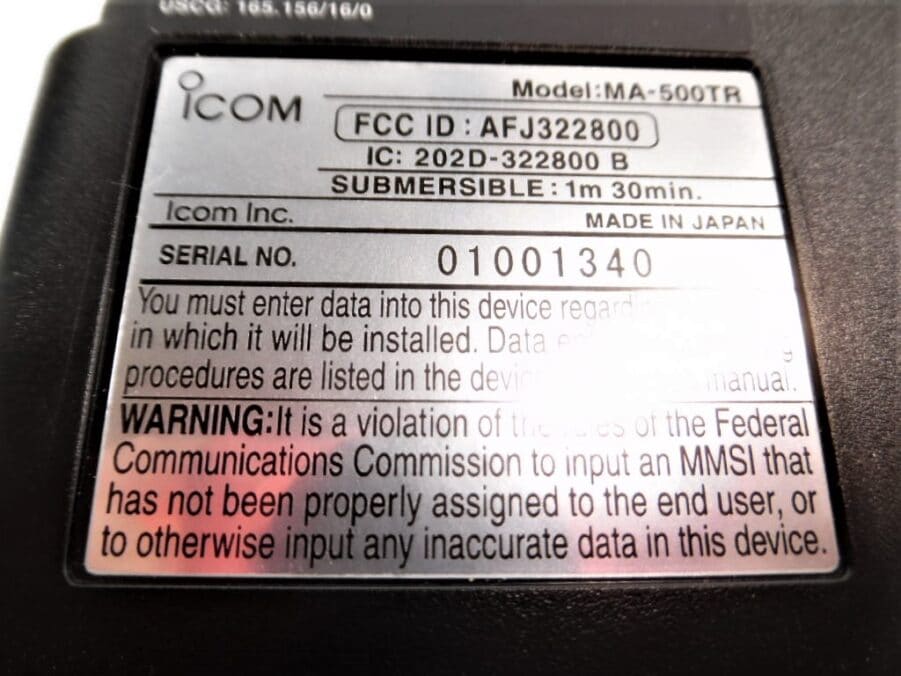 USCG: 165.156/16/0
ICOM
Model:MA-500TR
FCC ID : AFJ322800
IC: 202D-322800 B
SUBMERSIBLE : 1m 30min.
Icom Inc.
MADE IN JAPAN
SERIAL NO. 01001340
You must enter data into this device
in which it will be installed. Data
procedures are listed in the manual.
WARNING:It is a violation of of the Federal
Communications Commission to input an MMSI that
has not been properly assigned to the end user, or
to otherwise input any inaccurate data in this device.